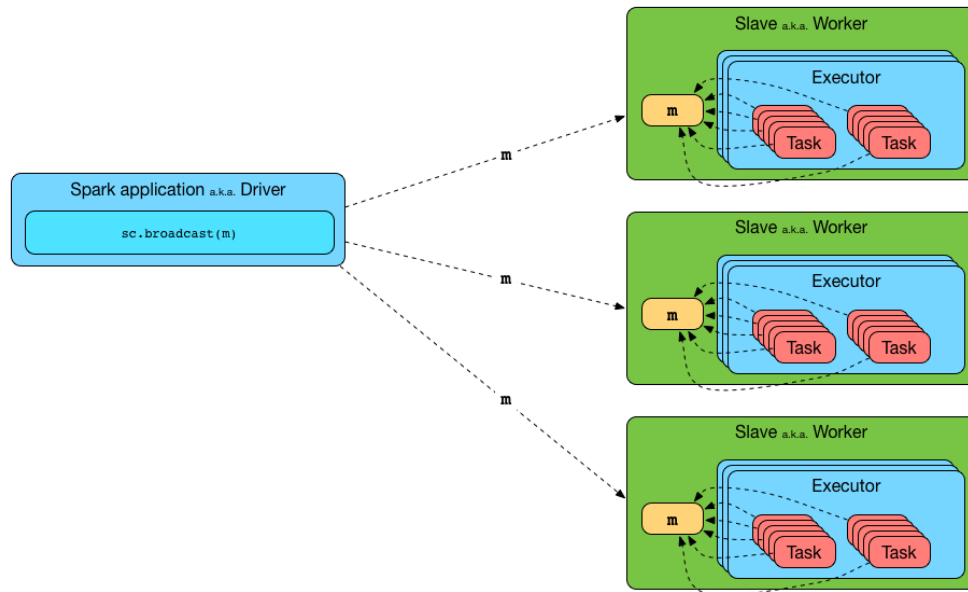 Slave a.k.a. Worker
Executor
m
Task
Task
m
Spark application a.k.a. Driver
sc.broadcast(m)
Slave a.k.a. Worker
Executor
m
m
Task
Task
m
Slave a.k.a. Worker
Executor
m
Task
Task